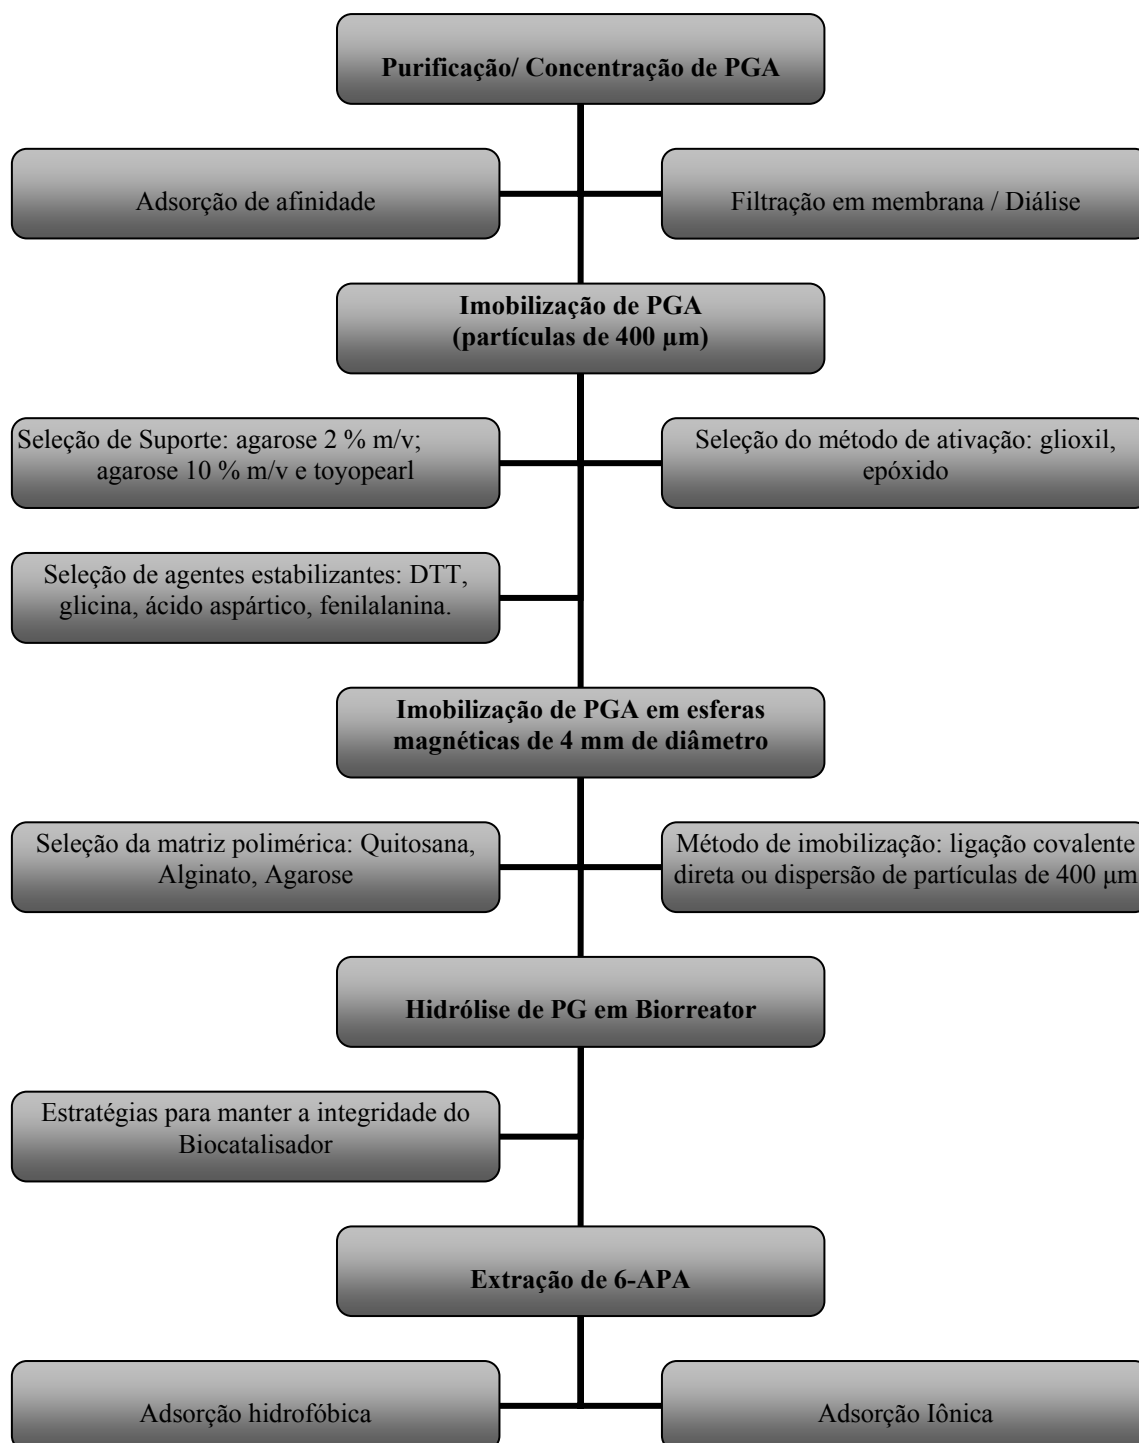 Purificação/ Concentração de PGA
Adsorção de afinidade
Filtração em membrana / Diálise
Imobilização de PGA
(partículas de 400 µm)
Seleção de Suporte: agarose 2 % m/v;
agarose 10 % m/v e toyopearl
Seleção do método de ativação: glioxil,
epóxido
Seleção de agentes estabilizantes: DTT,
glicina, ácido aspártico, fenilalanina.
Imobilização de PGA em esferas
magnéticas de 4 mm de diâmetro
Seleção da matriz polimérica: Quitosana,
Alginato, Agarose
Método de imobilização: ligação covalente
direta ou dispersão de partículas de 400 µm
Hidrólise de PG em Biorreator
Estratégias para manter a integridade do
Biocatalisador
Extração de 6-APA
Adsorção hidrofóbica
Adsorção Iônica